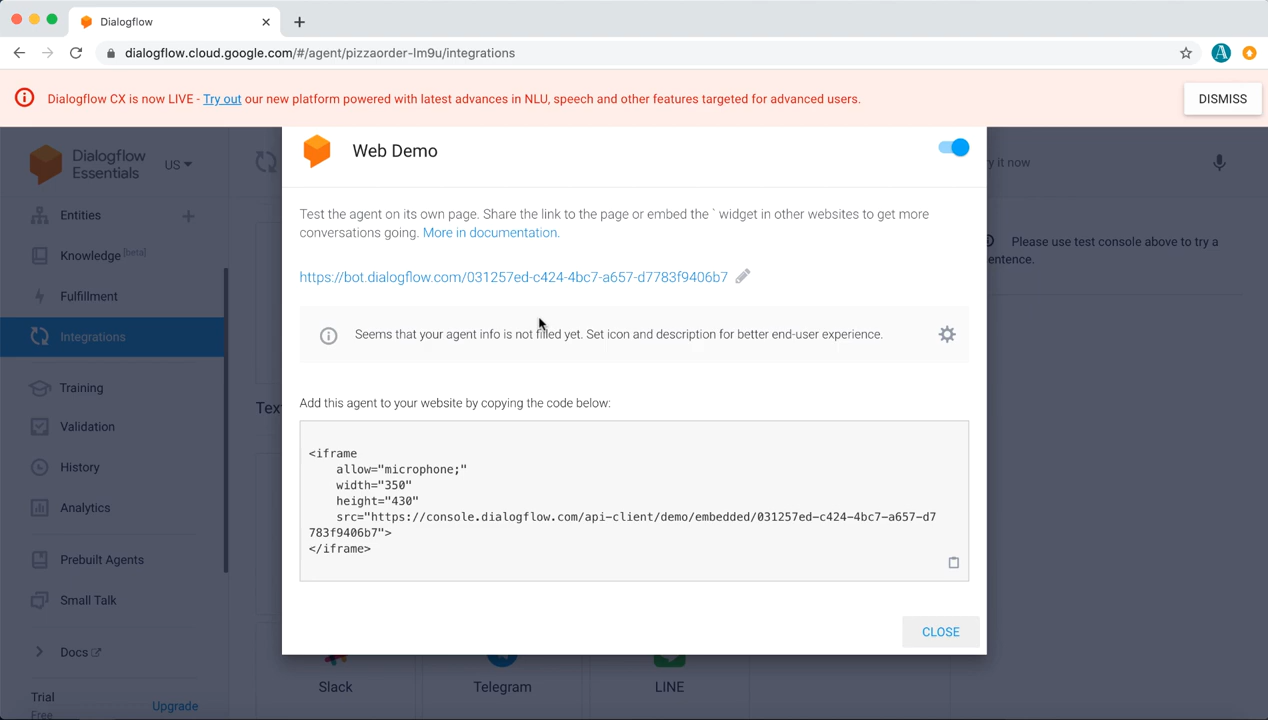 Dialogflow
dialogflow.cloud.google.com/#/agent/pizzaorder-lm9u/integrations
Dialogflow CX is now LIVE - Try out our new platform powered with latest advances in NLU, speech and other features targeted for advanced users.
DISMISS
Dialogflow
Essentials
US
Entities
Knowledge [beta]
Fulfillment
Integrations
Training
Validation
History
Analytics
Prebuilt Agents
Small Talk
Docs
Trial
Free
Upgrade
Web Demo
Test the agent on its own page. Share the link to the page or embed the ` widget in other websites to get more
conversations going. More in documentation.
https://bot.dialogflow.com/031257ed-c424-4bc7-a657-d7783f9406b7
Seems that your agent info is not filled yet. Set icon and description for better end-user experience.
Add this agent to your website by copying the code below:
<iframe
allow="microphone;"
width="350"
height="430"
src="https://console.dialogflow.com/api-client/demo/embedded/031257ed-c424-4bc7-a657-d7
783f9406b7">
</iframe>
CLOSE
Tex
Slack
Telegram
LINE
y it now
Please use test console above to try a
entence.